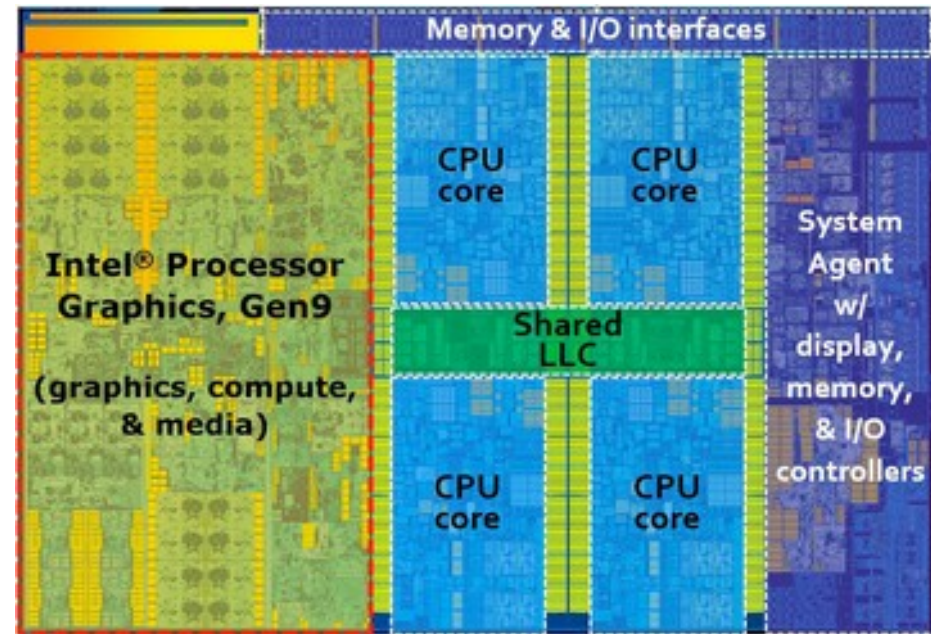 Memory & I/O interfaces
Intel® Processor
Graphics, Gen9
(graphics, compute,
& media)
CPU
core
CPU
core
Shared
LLC
CPU
core
CPU
core
System
Agent
w/
display,
memory,
& I/O
controllers